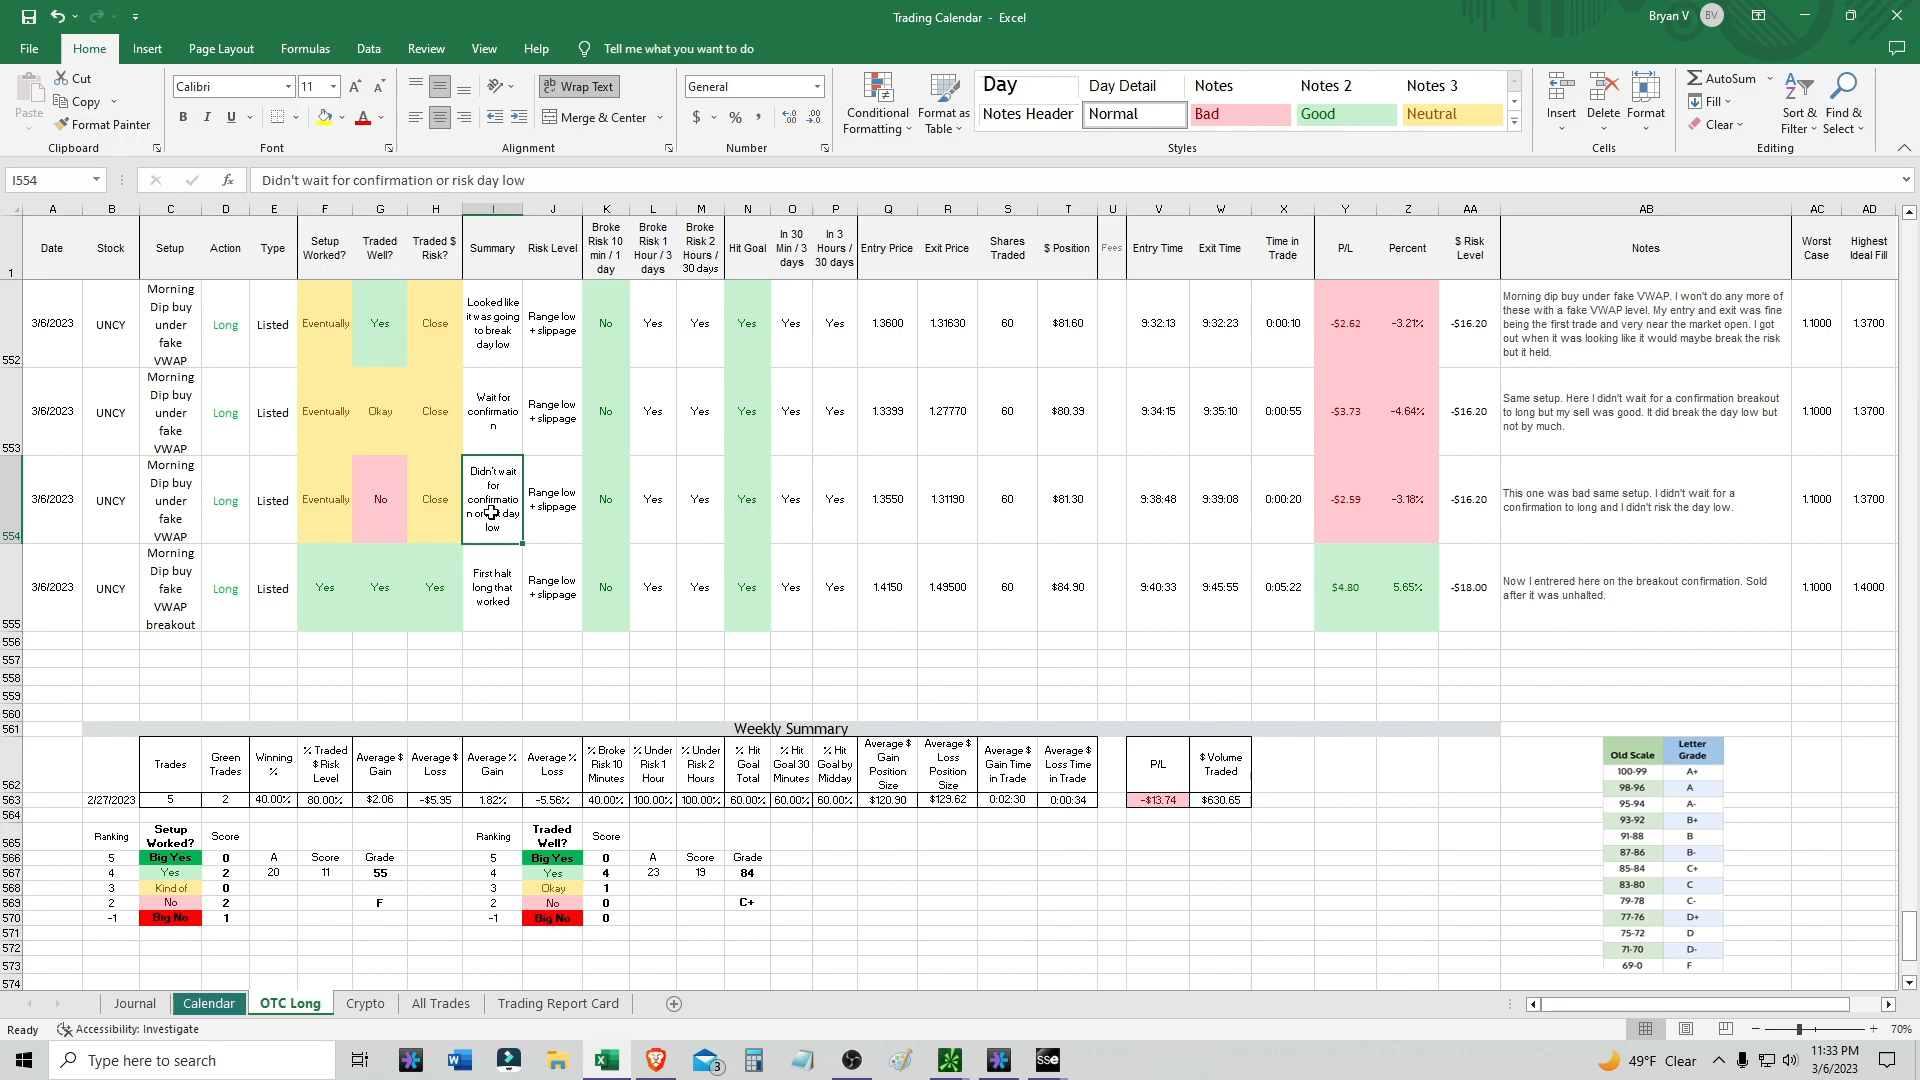 Trading Calendar - Excel
Bryan V BV
File Home Insert Page Layout Formulas Data Review View Help Tell me what you want to do
Paste
Cut
Copy
Format Painter
Clipboard
Calibri 11
B I U
Font
Wrap Text
Merge & Center
Alignment
General
$ % ,
Number
Conditional Formatting
Format as Table
Day Day Detail Notes Notes 2 Notes 3
Notes Header Normal Bad Good Neutral
Styles
Insert Delete Format
Cells
AutoSum
Fill
Clear
Sort & Filter
Find & Select
Editing
I554 fx Didn't wait for confirmation or risk day low
A B C D E F G H I J K L M N O P Q R S T U V W X Y Z AA AB AC AD
1 Date Stock Setup Action Type Setup Worked? Traded Well? Traded $ Risk? Summary Risk Level Broke Risk 10 min / 1 day Broke Risk 1 Hour / 3 days Broke Risk 2 Hours / 30 days Hit Goal In 30 Min / 3 days In 3 Hours / 30 days Entry Price Exit Price Shares Traded $ Position Fees Entry Time Exit Time Time in Trade P/L Percent $ Risk Level Notes Worst Case Highest Ideal Fill
552 3/6/2023 UNCY Morning Dip buy under fake VWAP Long Listed Eventually Yes Close Looked like it was going to break day low Range low + slippage No Yes Yes Yes Yes Yes 1.3600 1.31630 60 $81.60 9:32:13 9:32:23 0:00:10 -$2.62 -3.21% -$16.20 Morning dip buy under fake VWAP. I won't do any more of these with a fake VWAP level. My entry and exit was fine being the first trade and very near the market open. I got out when it was looking like it would maybe break the risk but it held. 1.1000 1.3700
553 3/6/2023 UNCY Morning Dip buy under fake VWAP Long Listed Eventually Okay Close Wait for confirmation Range low + slippage No Yes Yes Yes Yes Yes 1.3399 1.27770 60 $80.39 9:34:15 9:35:10 0:00:55 -$3.73 -4.64% -$16.20 Same setup. Here I didn't wait for a confirmation breakout to long but my sell was good. It did break the day low but not by much. 1.1000 1.3700
554 3/6/2023 UNCY Morning Dip buy under fake VWAP Long Listed Eventually No Close Didn't wait for confirmation or risk day low Range low + slippage No Yes Yes Yes Yes Yes 1.3550 1.31190 60 $81.30 9:38:48 9:39:08 0:00:20 -$2.59 -3.18% -$16.20 This one was bad same setup. I didn't wait for a confirmation to long and I didn't risk the day low. 1.1000 1.3700
555 3/6/2023 UNCY Morning Dip buy fake VWAP breakout Long Listed Yes Yes Yes First halt long that worked Range low + slippage No Yes Yes Yes Yes Yes 1.4150 1.49500 60 $84.90 9:40:33 9:45:55 0:05:22 $4.80 5.65% -$18.00 Now I entrered here on the breakout confirmation. Sold after it was unhalted. 1.1000 1.4000
556
557
558
559
560
561 Weekly Summary
562 Trades Green Trades Winning % % Traded $ Risk Level Average $ Gain Average $ Loss Average % Gain Average % Loss % Broke Risk 10 Minutes % Under Risk 1 Hour % Under Risk 2 Hours % Hit Goal Total % Hit Goal 30 Minutes % Hit Goal by Midday Average $ Gain Position Size Average $ Loss Position Size Average $ Gain Time in Trade Average $ Loss Time in Trade P/L $ Volume Traded
563 2/27/2023 5 2 40.00% 80.00% $2.06 -$5.95 1.82% -5.56% 40.00% 100.00% 100.00% 60.00% 60.00% 60.00% $120.90 $129.62 0:02:30 0:00:34 -$13.74 $630.65
564
565 Ranking Setup Worked? Score Ranking Traded Well? Score
566 5 Big Yes 0 A Score Grade 5 Big Yes 0 A Score Grade
567 4 Yes 2 20 11 55 4 Yes 4 23 19 84
568 3 Kind of 0 3 Okay 1
569 2 No 2 F 2 No 0 C+
570 -1 Big No 1 -1 Big No 0
571
572
573
574
Old Scale Letter Grade
100-99 A+
98-96 A
95-94 A-
93-92 B+
91-88 B
87-86 B-
85-84 C+
83-80 C
79-78 C-
77-76 D+
75-72 D
71-70 D-
69-0 F
Journal Calendar OTC Long Crypto All Trades Trading Report Card
Ready Accessibility: Investigate 70%
Type here to search
3
SSe
49°F Clear
11:33 PM
3/6/2023